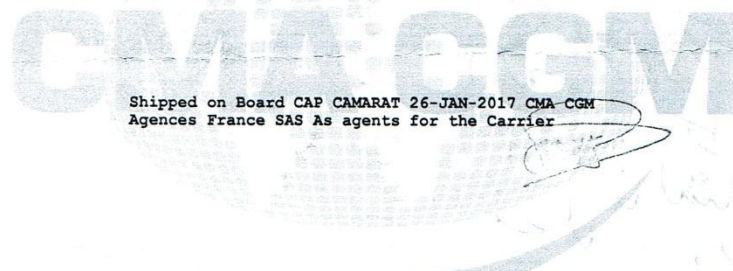 CMA CGM
Shipped on Board CAP CAMARAT 26-JAN-2017 CMA CGM
Agences France SAS As agents for the Carrier